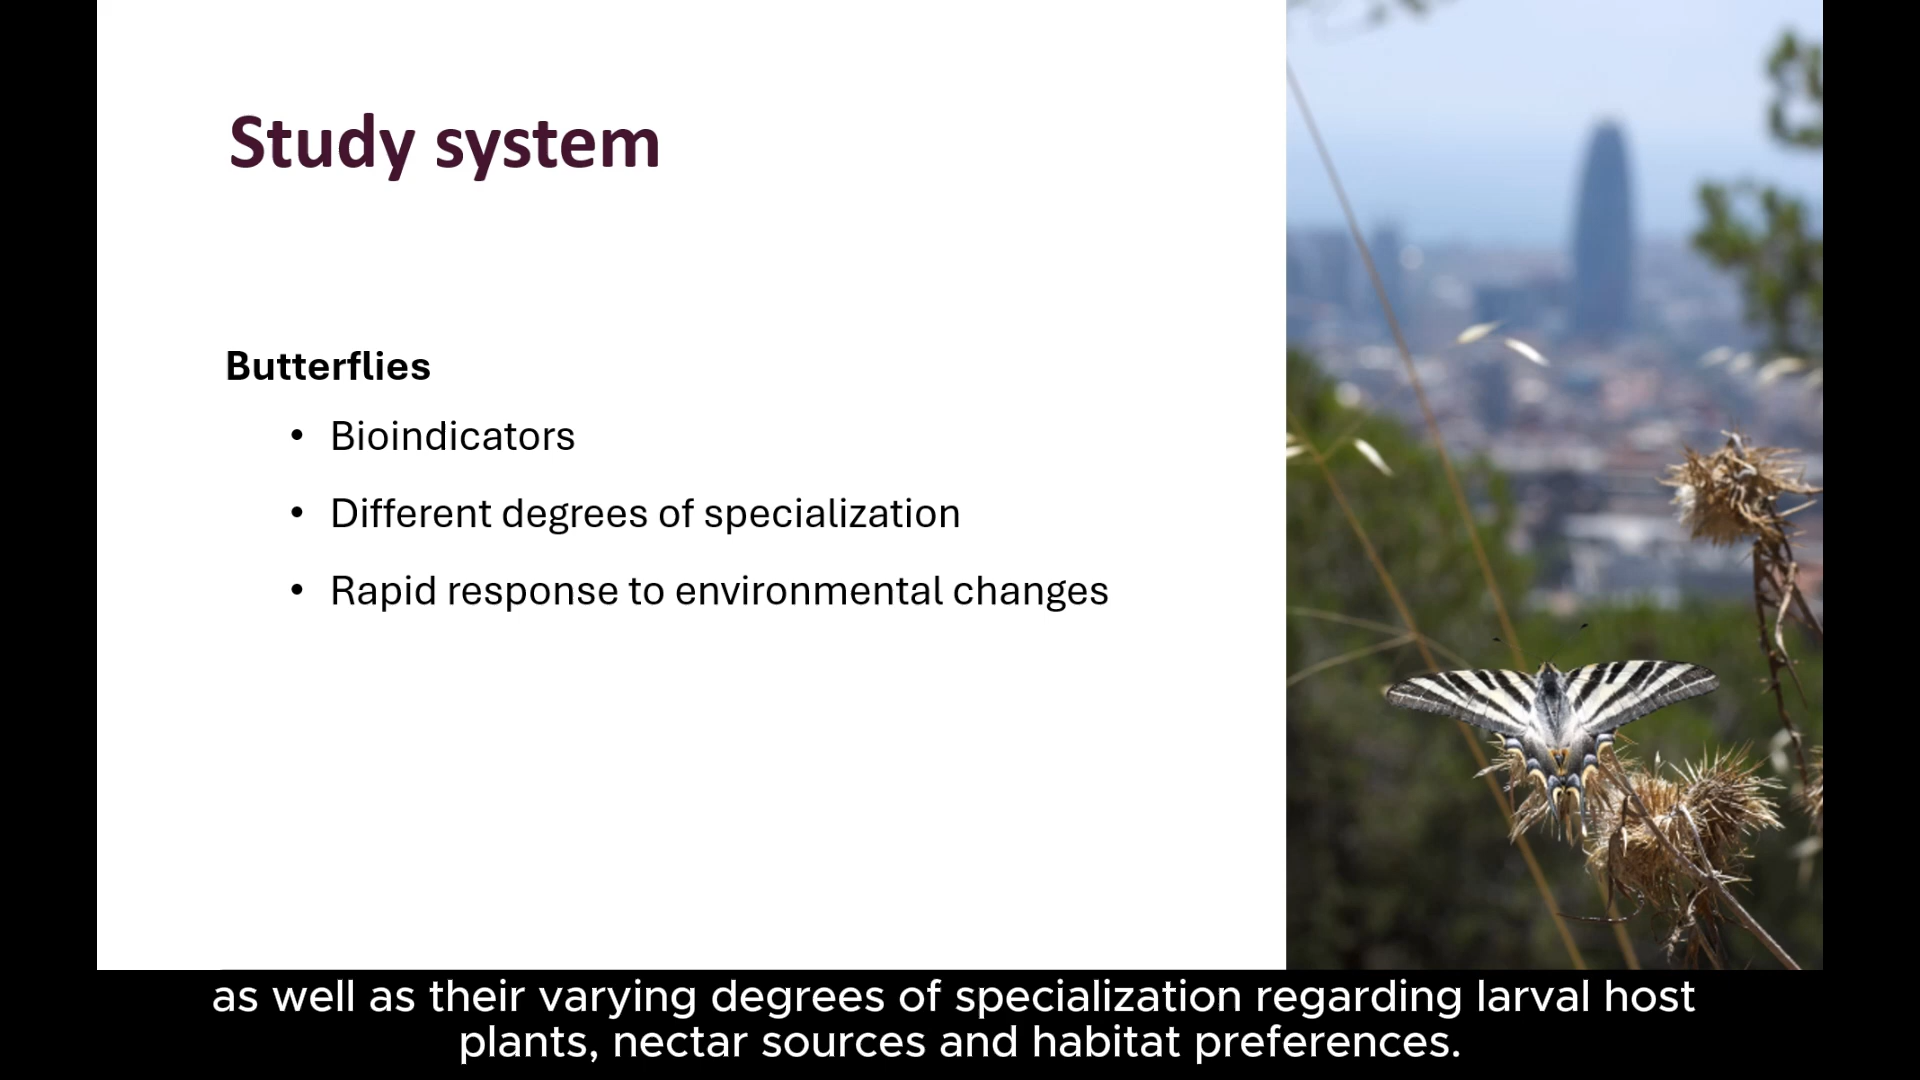 Study system
Butterflies
• Bioindicators
• Different degrees of specialization
• Rapid response to environmental changes
as well as their varying degrees of specialization regarding larval host
plants, nectar sources and habitat preferences.